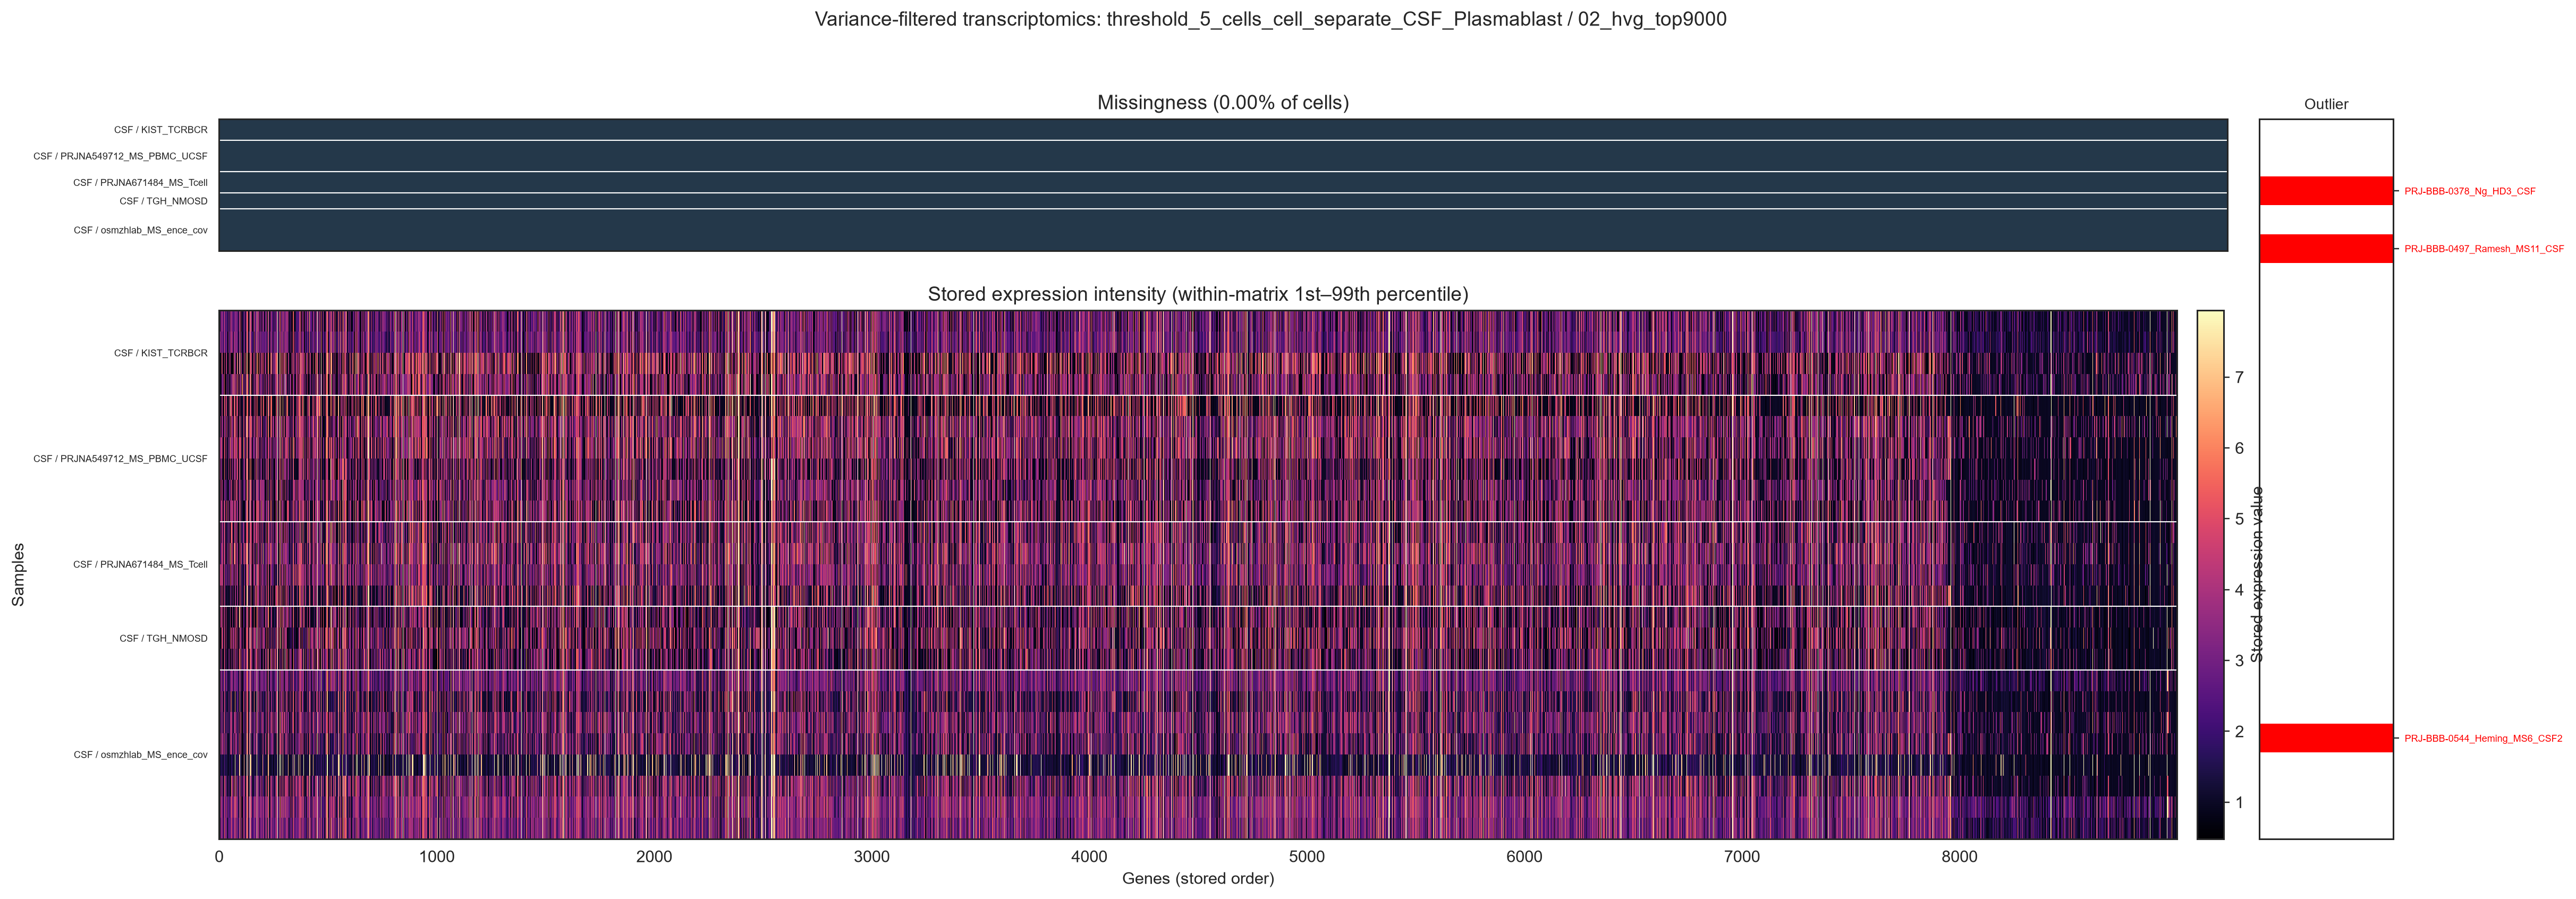 Variance-filtered transcriptomics: threshold_5_cells_cell_separate_CSF_Plasmablast / 02_hvg_top9000
Missingness (0.00% of cells)
Outlier
CSF / KIST_TCRBCR
CSF / PRJNA549712_MS_PBMC_UCSF
CSF / PRJNA671484_MS_Tcell
CSF / TGH_NMOSD
CSF / osmzhlab_MS_ence_cov
PRJ-BBB-0378_Ng_HD3_CSF
PRJ-BBB-0497_Ramesh_MS11_CSF
PRJ-BBB-0544_Heming_MS6_CSF2
Stored expression intensity (within-matrix 1st–99th percentile)
Samples
CSF / KIST_TCRBCR
CSF / PRJNA549712_MS_PBMC_UCSF
CSF / PRJNA671484_MS_Tcell
CSF / TGH_NMOSD
CSF / osmzhlab_MS_ence_cov
7
6
5
4
3
2
1
Stored expression value
0 1000 2000 3000 4000 5000 6000 7000 8000
Genes (stored order)